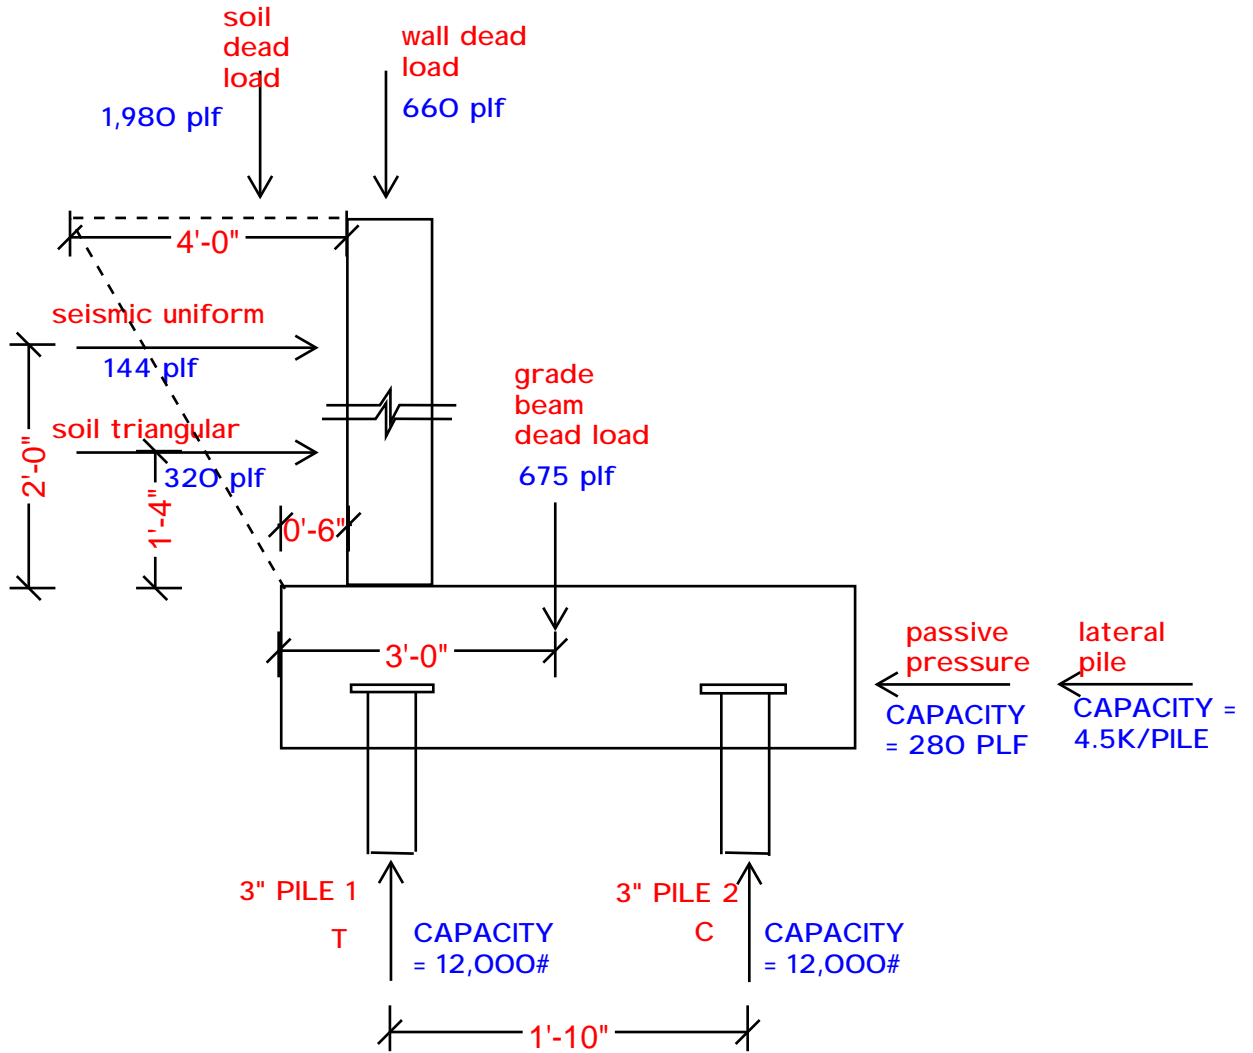 soil
dead
load
1,980 plf
wall dead
load
660 plf
4'-0"
seismic uniform
144 plf
soil triangular
320 plf
2'-0"
1'-4"
0'-6"
grade
beam
dead load
675 plf
3'-0"
passive
pressure
CAPACITY
= 280 PLF
lateral
pile
CAPACITY =
4.5K/PILE
3" PILE 1
T
CAPACITY
= 12,000#
3" PILE 2
C
CAPACITY
= 12,000#
1'-10"